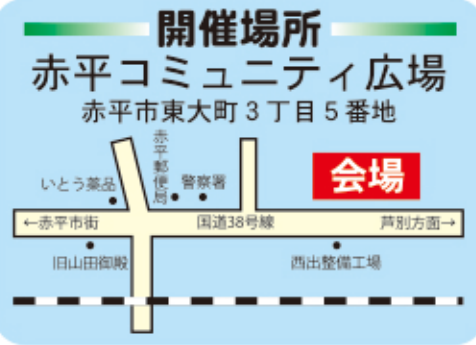 開催場所
赤平コミュニティ広場
赤平市東大町3丁目5番地
赤平郵便局
いとう薬品
警察署
会場
←赤平市街
国道38号線
芦別方面→
旧山田御殿
西出整備工場